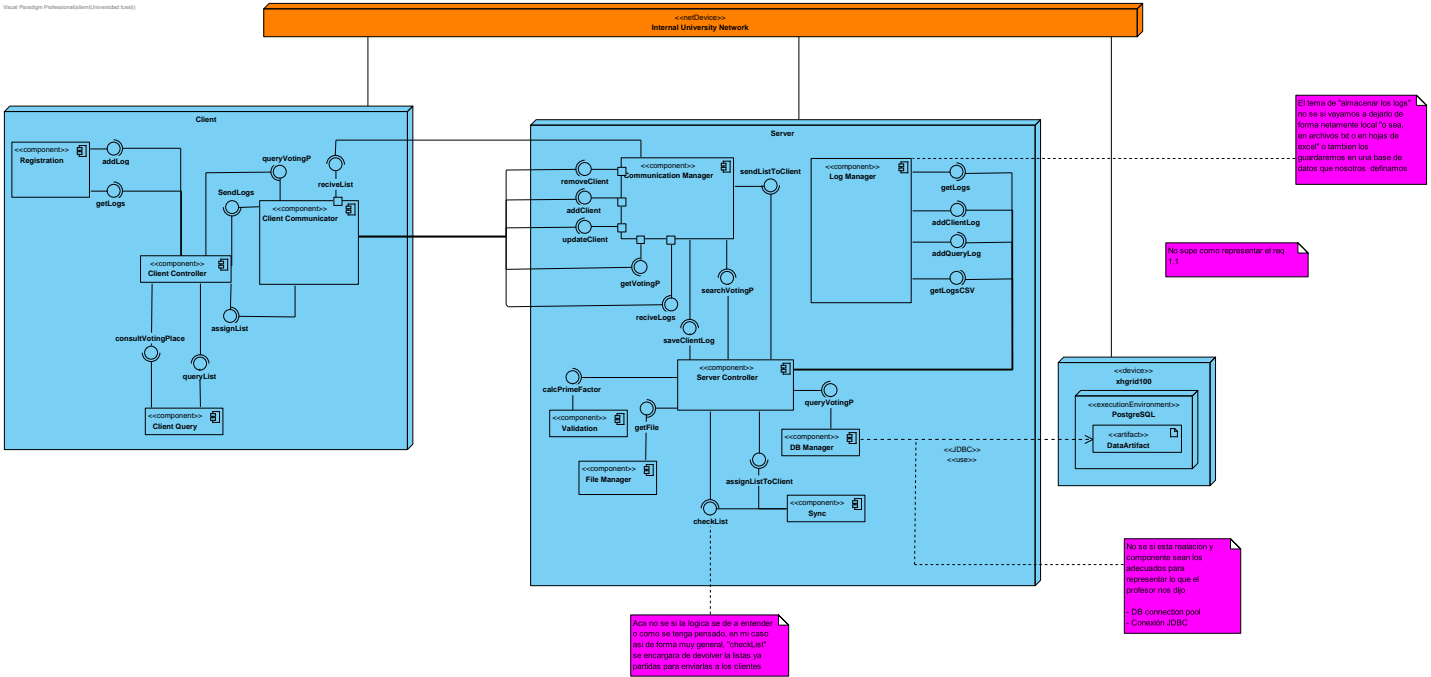 Visual Paradigm Professional(ollem(Universidad Icesi))
<<netDevice>>
Internal University Network
Client
<<component>>
Registration
addLog
getLogs
queryVotingP
SendLogs
reciveList
<<component>>
Client Communicator
<<component>>
Client Controller
assignList
consultVotingPlace
queryList
<<component>>
Client Query
Server
removeClient
addClient
updateClient
<<component>>
Communication Manager
sendListToClient
getVotingP
reciveLogs
searchVotingP
saveClientLog
<<component>>
Log Manager
getLogs
addClientLog
addQueryLog
getLogsCSV
<<component>>
Server Controller
calcPrimeFactor
<<component>>
Validation
getFile
<<component>>
File Manager
queryVotingP
<<component>>
DB Manager
assignListToClient
checkList
<<component>>
Sync
<<JDBC>>
<<use>>
<<device>>
xhgrid100
<<executionEnvironment>>
PostgreSQL
<<artifact>>
DataArtifact
El tema de "almacenar los logs"
no se si vayamos a dejarlo de
forma netamente local "o sea,
en archivos txt o en hojas de
excel" o tambien los
guardaremos en una base de
datos que nosotros definamos
No supe como representar el req
1:1
No se si esta realacion y
componente sean los
adecuados para
representar lo que el
profesor nos dijo
- DB connection pool
- Conexión JDBC
Aca no se si la logica se de a entender
o como se tenga pensado, en mi caso
asi de forma muy general, "checkList"
se encargara de devolver la listas ya
partidas para enviarlas a los clientes